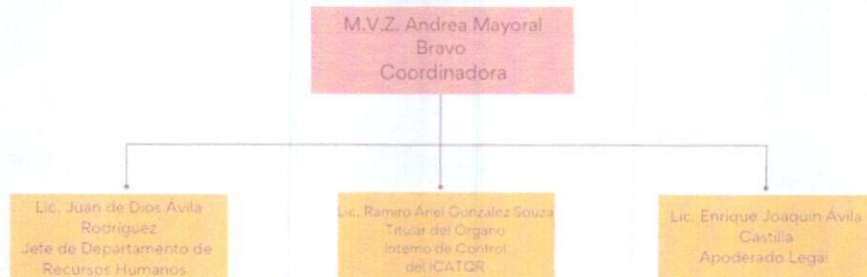 M.V.Z. Andrea Mayoral
Bravo
Coordinadora
Lic. Juan de Dios Ávila
Rodríguez
Jefe de Departamento de
Recursos Humanos
Lic. Ramiro Ariel González Souza
Titular del Órgano
Interno de Control
del ICATQR
Lic. Enrique Joaquín Ávila
Castilla
Apoderado Legal